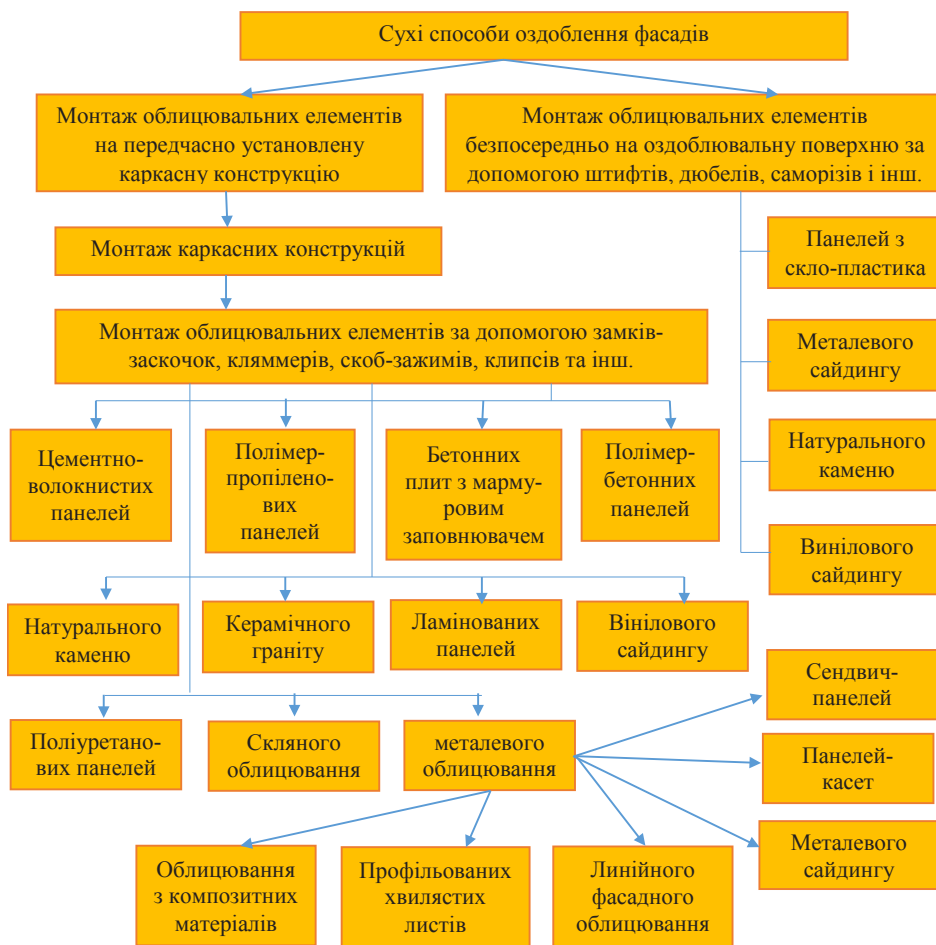 Сухі способи оздоблення фасадів
Монтаж облицювальних елементів
на передчасно установлену
каркасну конструкцію
Монтаж облицювальних елементів
безпосередньо на оздоблювальну поверхню за
допомогою штифтів, дюбелів, саморізів і інш.
Монтаж каркасних конструкцій
Панелей з
скло-пластика
Монтаж облицювальних елементів за допомогою замків-
заскочок, кляммерів, скоб-зажимів, клипсів та інш.
Металевого
сайдингу
Цементно-
волокнистих
панелей
Полімер-
пропілено-
вих
панелей
Бетонних
плит з марму-
ровим
заповнювачем
Полімер-
бетонних
панелей
Натурального
каменю
Винілового
сайдингу
Натурального
каменю
Керамічного
граніту
Ламінованих
панелей
Вінілового
сайдингу
Сендвич-
панелей
Поліуретано-
вих панелей
Скляного
облицювання
металевого
облицювання
Панелей-
касет
Металевого
сайдингу
Облицювання
з композитних
матеріалів
Профільованих
хвилястих
листів
Линійного
фасадного
облицювання